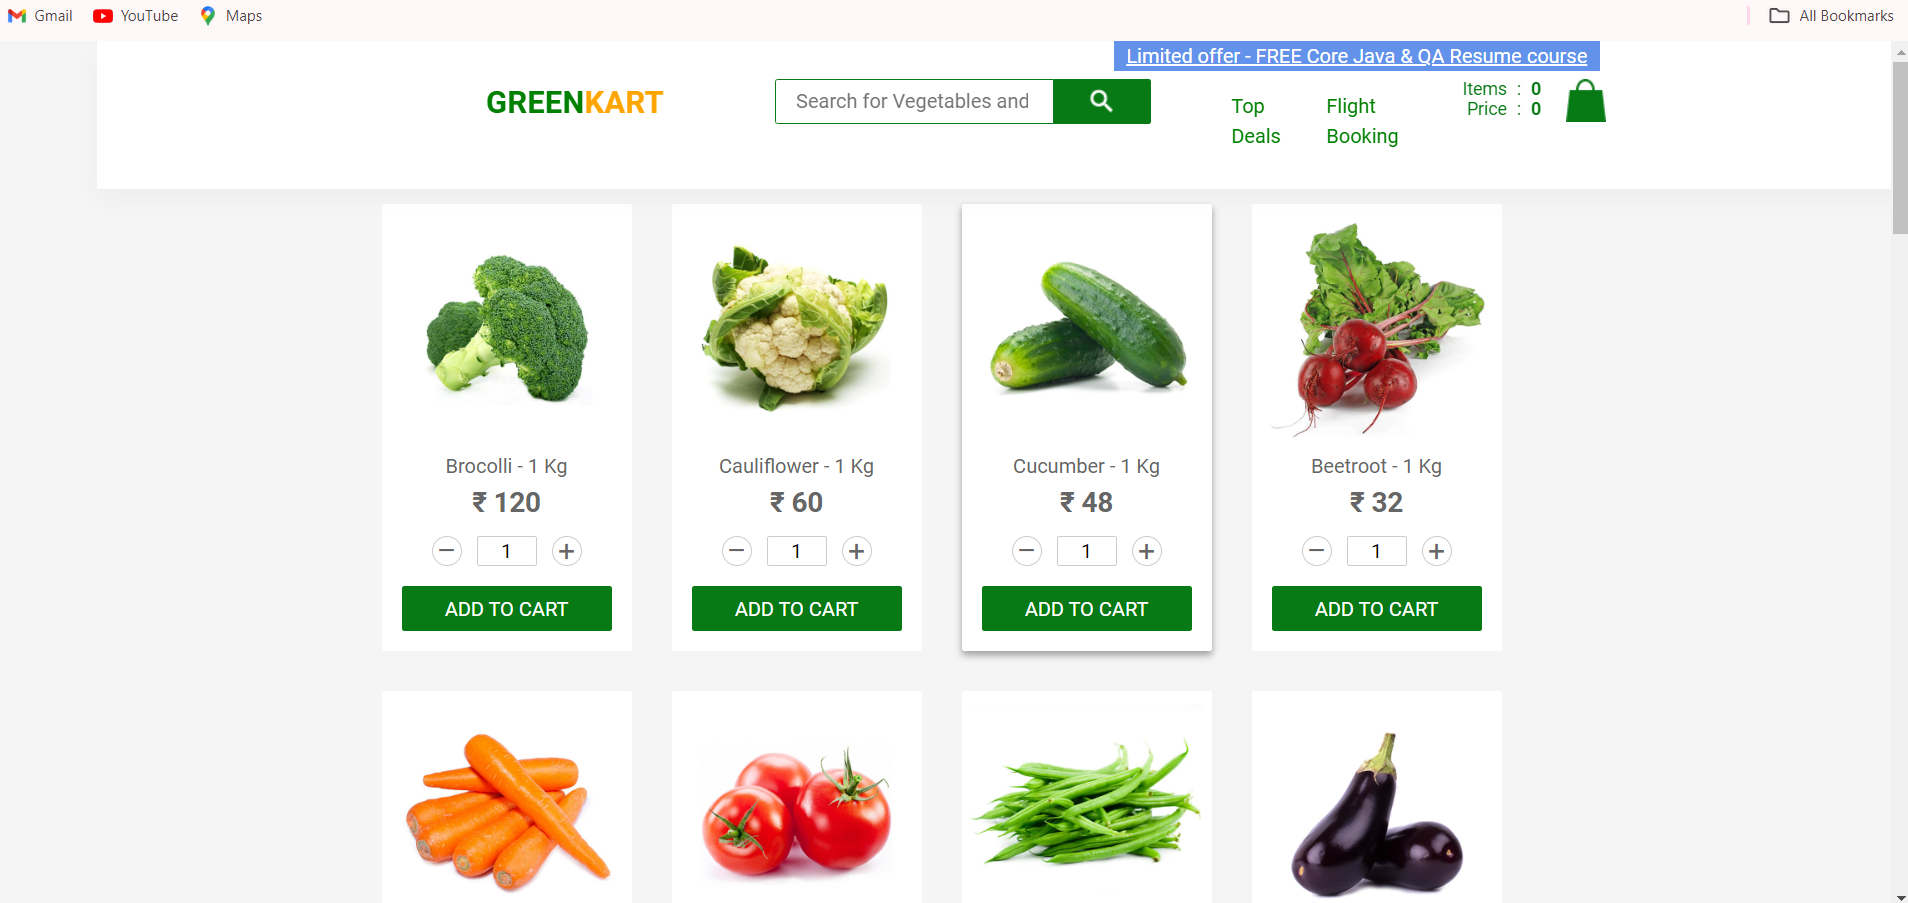 Gmail YouTube Maps All Bookmarks
Limited offer - FREE Core Java & QA Resume course
GREENKART
Search for Vegetables and
Top Deals
Flight Booking
Items : 0
Price : 0
Brocolli - 1 Kg
₹ 120
1
ADD TO CART
Cauliflower - 1 Kg
₹ 60
1
ADD TO CART
Cucumber - 1 Kg
₹ 48
1
ADD TO CART
Beetroot - 1 Kg
₹ 32
1
ADD TO CART